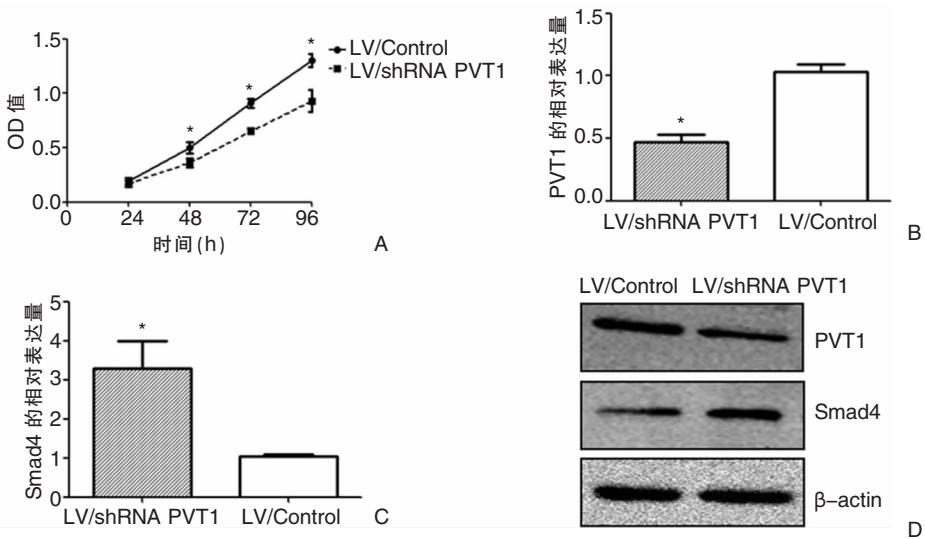 1.5
1.0
0.5
0.0
OD 值
*
*
*
LV/Control
LV/shRNA PVT1
0
24
48
72
96
时间(h)
A
1.5
1.0
0.5
0.0
PVT1 的相对表达量
*
LV/shRNA PVT1
LV/Control
B
5
4
3
2
1
0
Smad4 的相对表达量
*
LV/shRNA PVT1
LV/Control
C
LV/Control LV/shRNA PVT1
PVT1
Smad4
β–actin
D